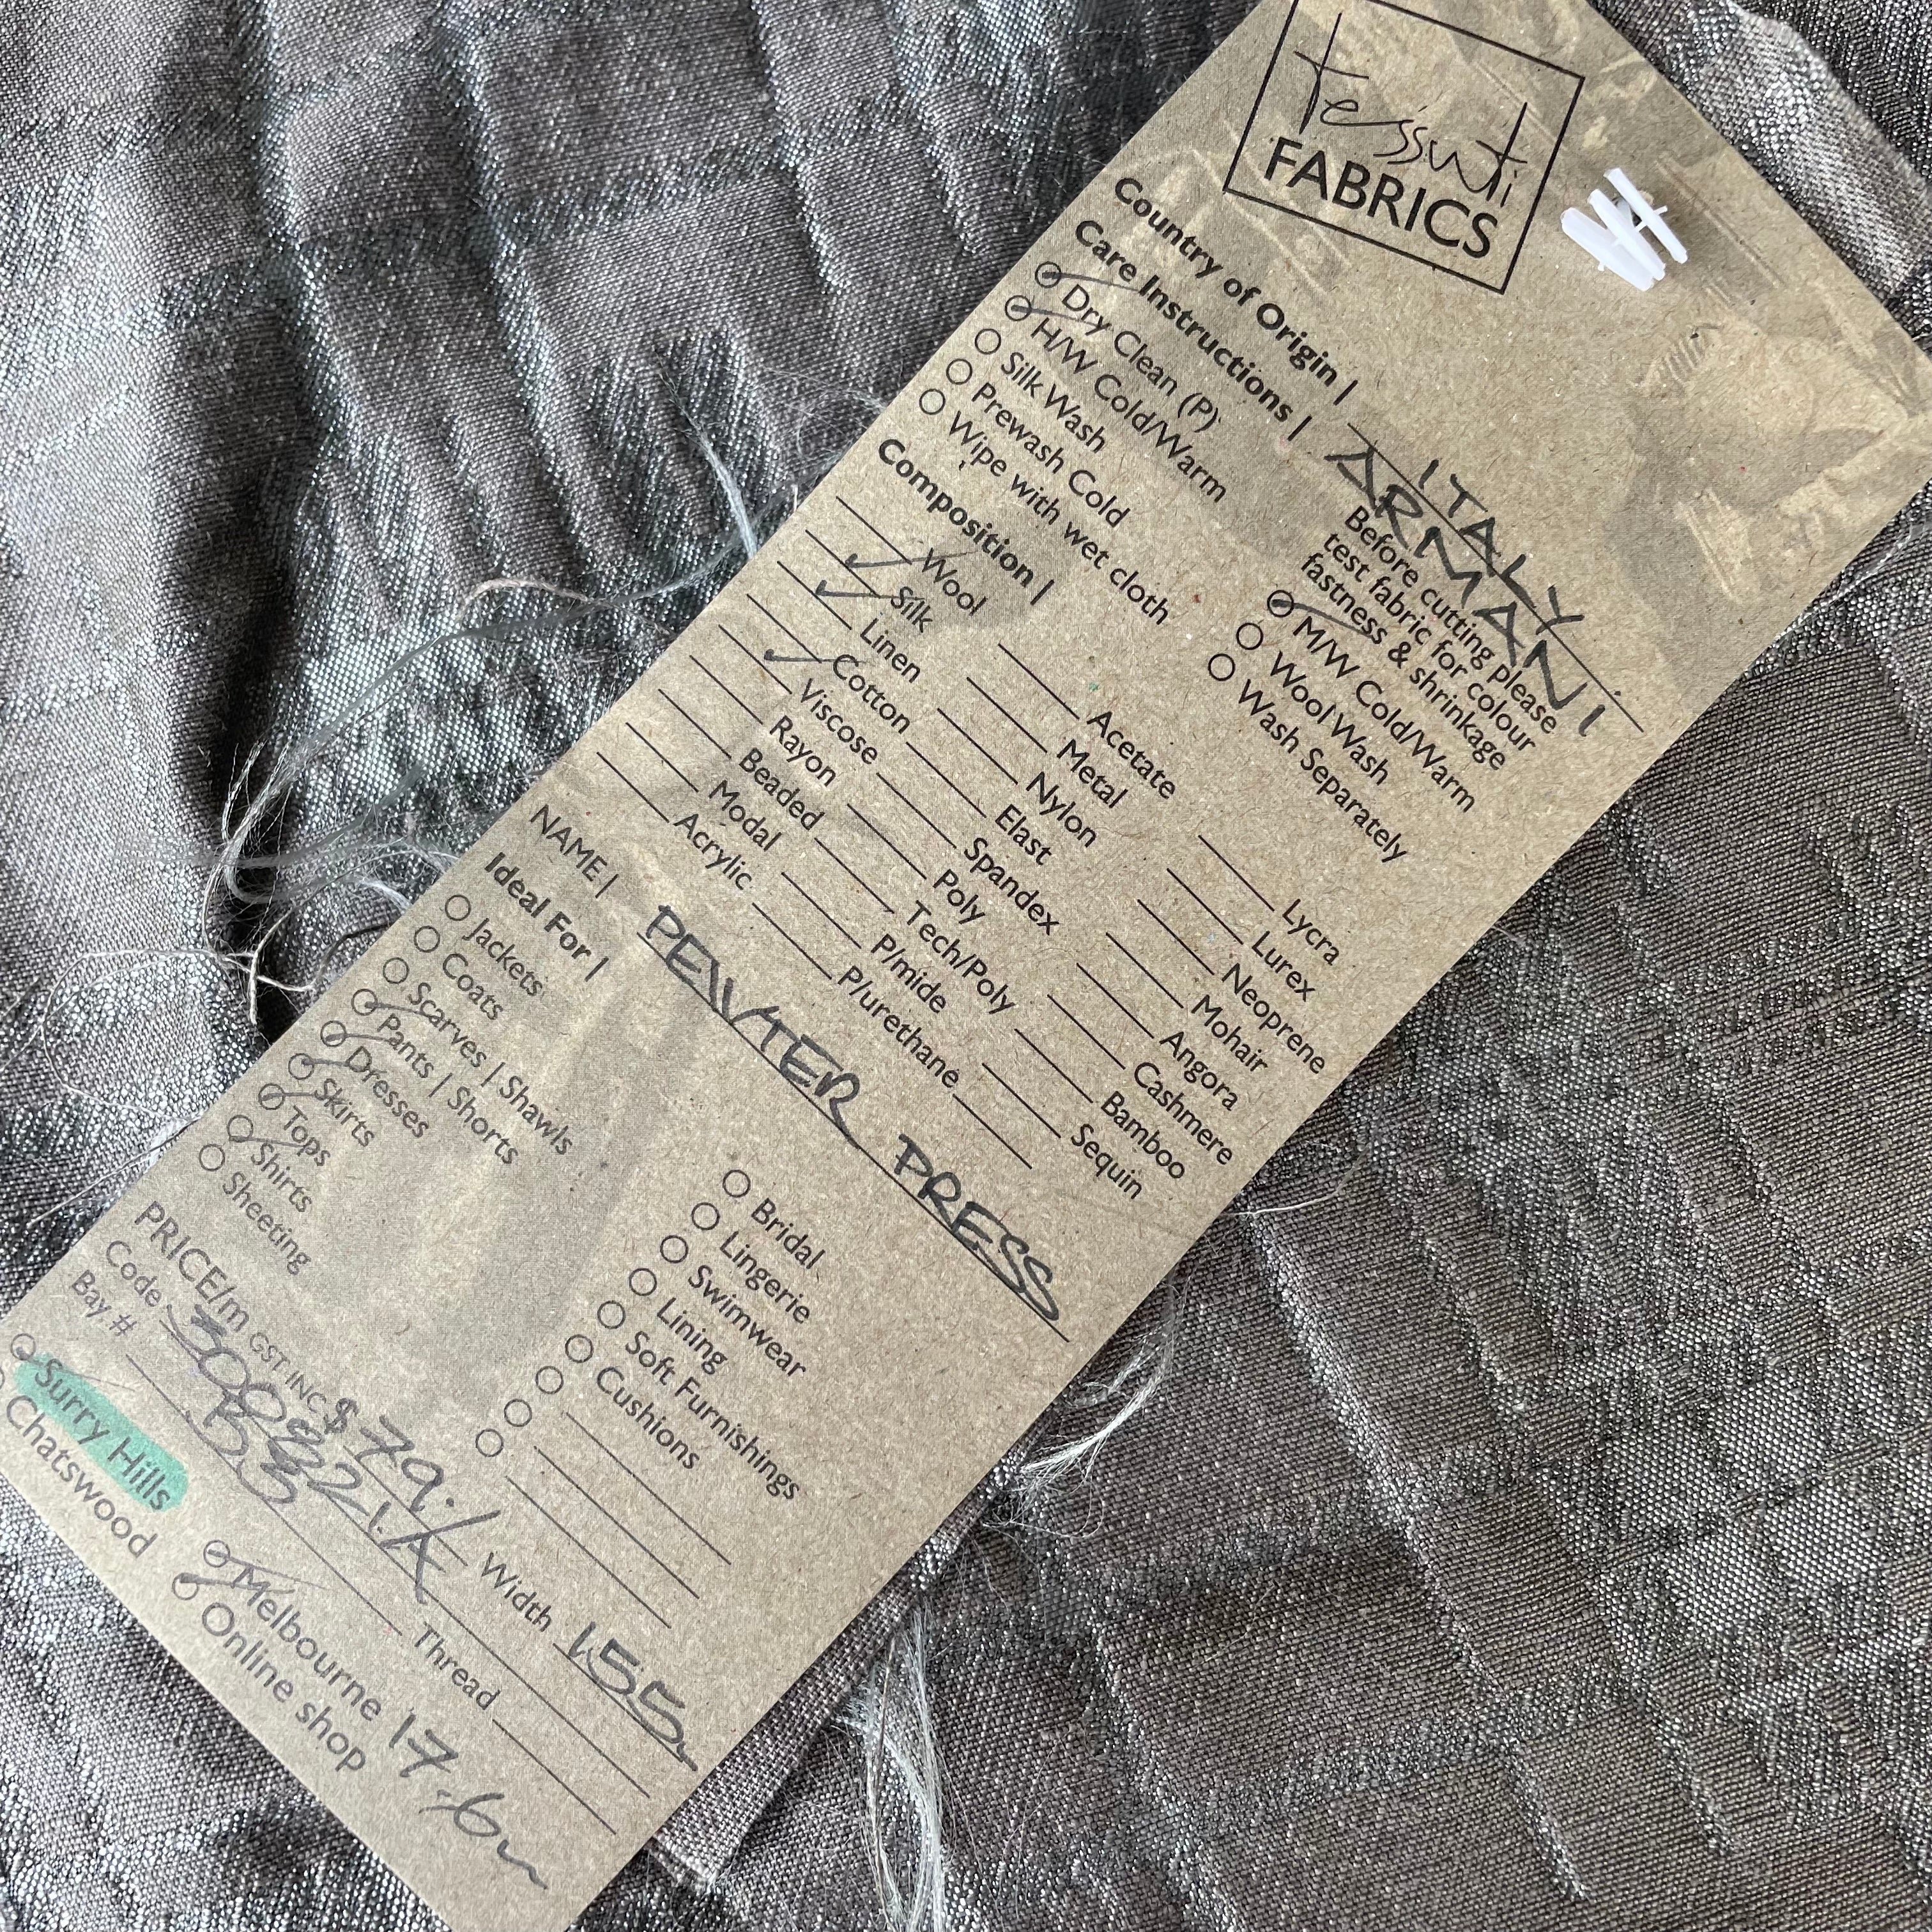 tessuti
FABRICS
Country of Origin | ITALY
ARMANI
Care Instructions | Before cutting please
test fabric for colour
fastness & shrinkage
Dry Clean (P)
H/W Cold/Warm
Silk Wash
Prewash Cold
Wipe with wet cloth
M/W Cold/Warm
Wool Wash
Wash Separately
Composition |
Wool
Silk
Linen
Cotton
Viscose
Rayon
Beaded
Modal
Acrylic
Acetate
Metal
Nylon
Elast
Spandex
Poly
Tech/Poly
P/mide
P/urethane
Lycra
Lurex
Neoprene
Mohair
Angora
Cashmere
Bamboo
Sequin
NAME | PEWTER PRESS
Ideal For |
Jackets
Coats
Scarves | Shawls
Pants | Shorts
Dresses
Skirts
Tops
Shirts
Sheeting
Bridal
Lingerie
Swimwear
Lining
Soft Furnishings
Cushions
PRICE/m GST INC $ 79./ Width 1.55m
Code
Bay # B3 Thread
Surry Hills
Chatswood
Melbourne
Online shop